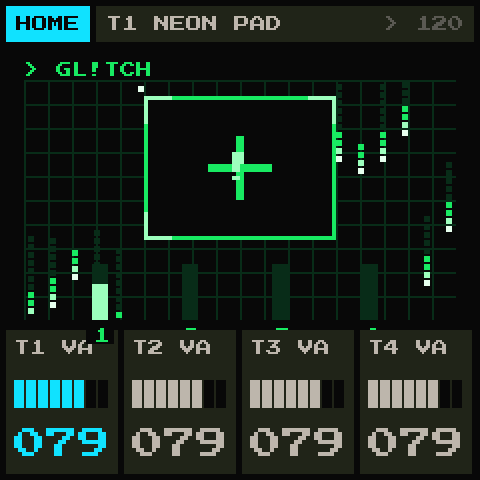 HOME T1 NEON PAD > 120
> GL!TCH
1
T1 VA T2 VA T3 VA T4 VA
079 079 079 079